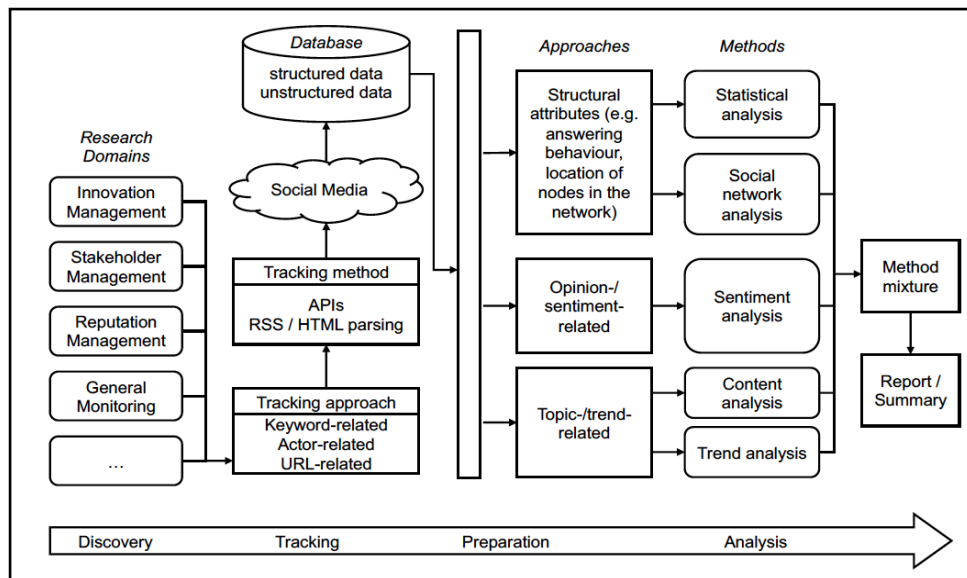 Research
Domains
Innovation
Management
Stakeholder
Management
Reputation
Management
General
Monitoring
...
Database
structured data
unstructured data
Social Media
Tracking method
APIs
RSS / HTML parsing
Tracking approach
Keyword-related
Actor-related
URL-related
Approaches
Structural
attributes (e.g.
answering
behaviour,
location of
nodes in the
network)
Opinion-/
sentiment-
related
Topic-/trend-
related
Methods
Statistical
analysis
Social
network
analysis
Sentiment
analysis
Content
analysis
Trend analysis
Method
mixture
Report /
Summary
Discovery
Tracking
Preparation
Analysis